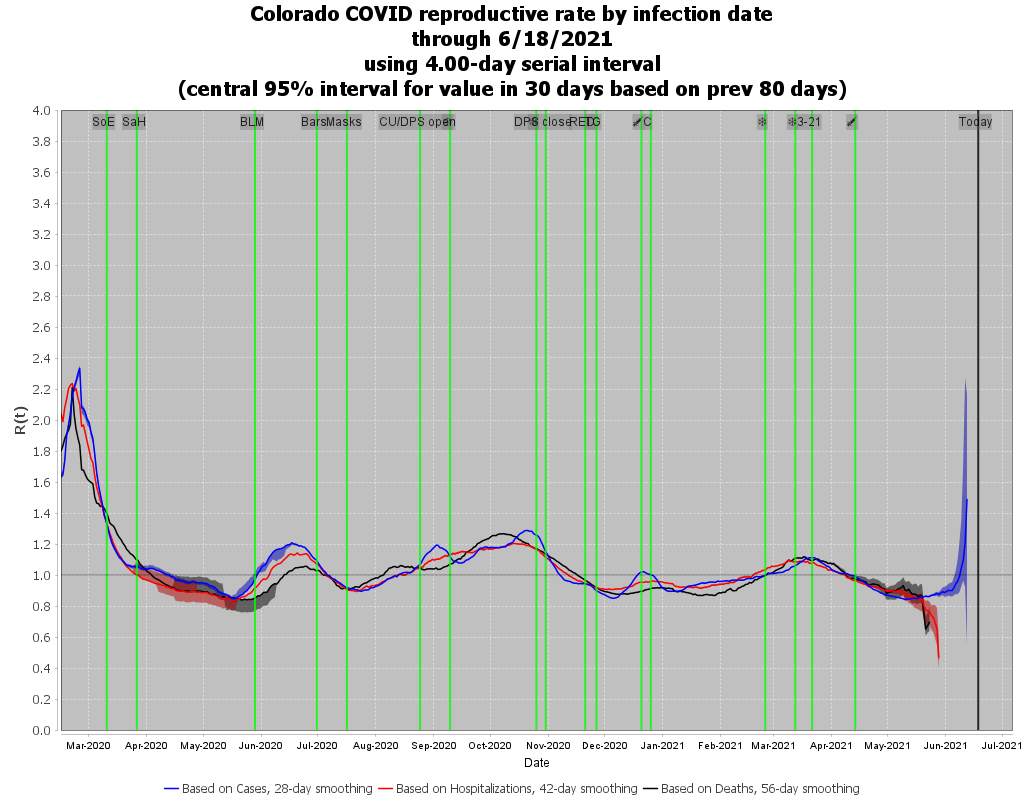 Colorado COVID reproductive rate by infection date
through 6/18/2021
using 4.00-day serial interval
(central 95% interval for value in 30 days based on prev 80 days)
SoE SaH BLM Bars Masks CU/DPS open DPS close RED TG C 3-21 Today
4.0
3.8
3.6
3.4
3.2
3.0
2.8
2.6
2.4
2.2
2.0
1.8
1.6
1.4
1.2
1.0
0.8
0.6
0.4
0.2
0.0
R(t)
Mar-2020 Apr-2020 May-2020 Jun-2020 Jul-2020 Aug-2020 Sep-2020 Oct-2020 Nov-2020 Dec-2020 Jan-2021 Feb-2021 Mar-2021 Apr-2021 May-2021 Jun-2021 Jul-2021
Date
Based on Cases, 28-day smoothing Based on Hospitalizations, 42-day smoothing Based on Deaths, 56-day smoothing